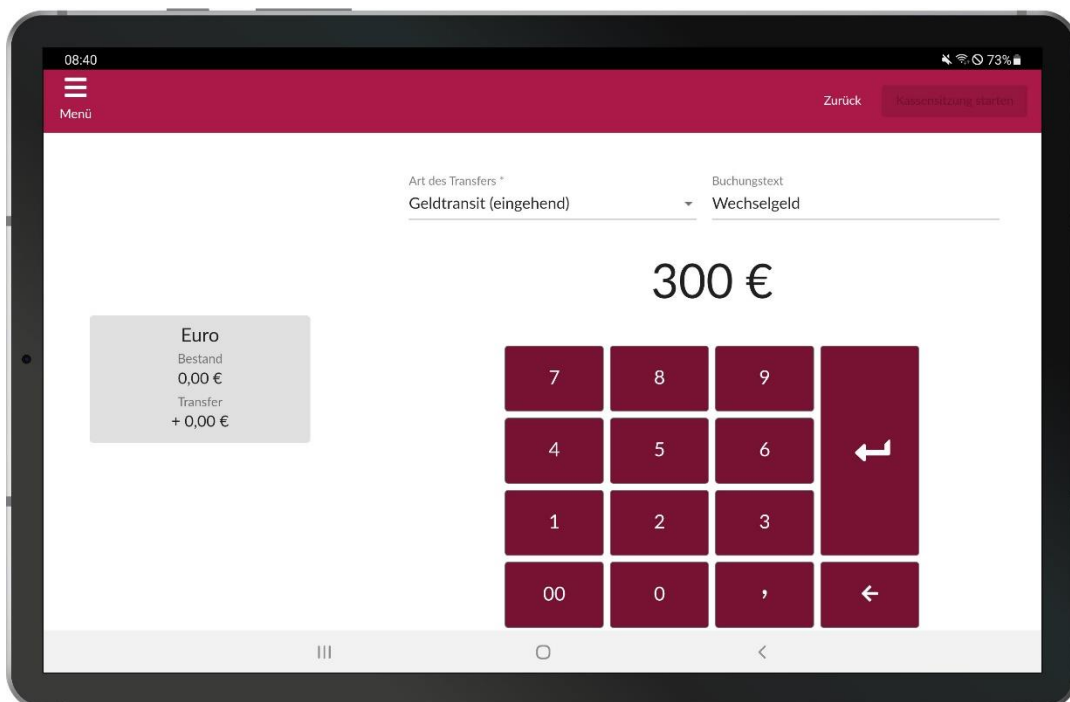 08:40
73%
Menü
Zurück
Kassensitzung starten
Art des Transfers *
Buchungstext
Geldtransit (eingehend)
Wechselgeld
300 €
Euro
Bestand
0,00 €
Transfer
+ 0,00 €
7 8 9
4 5 6
1 2 3
00 0 ,